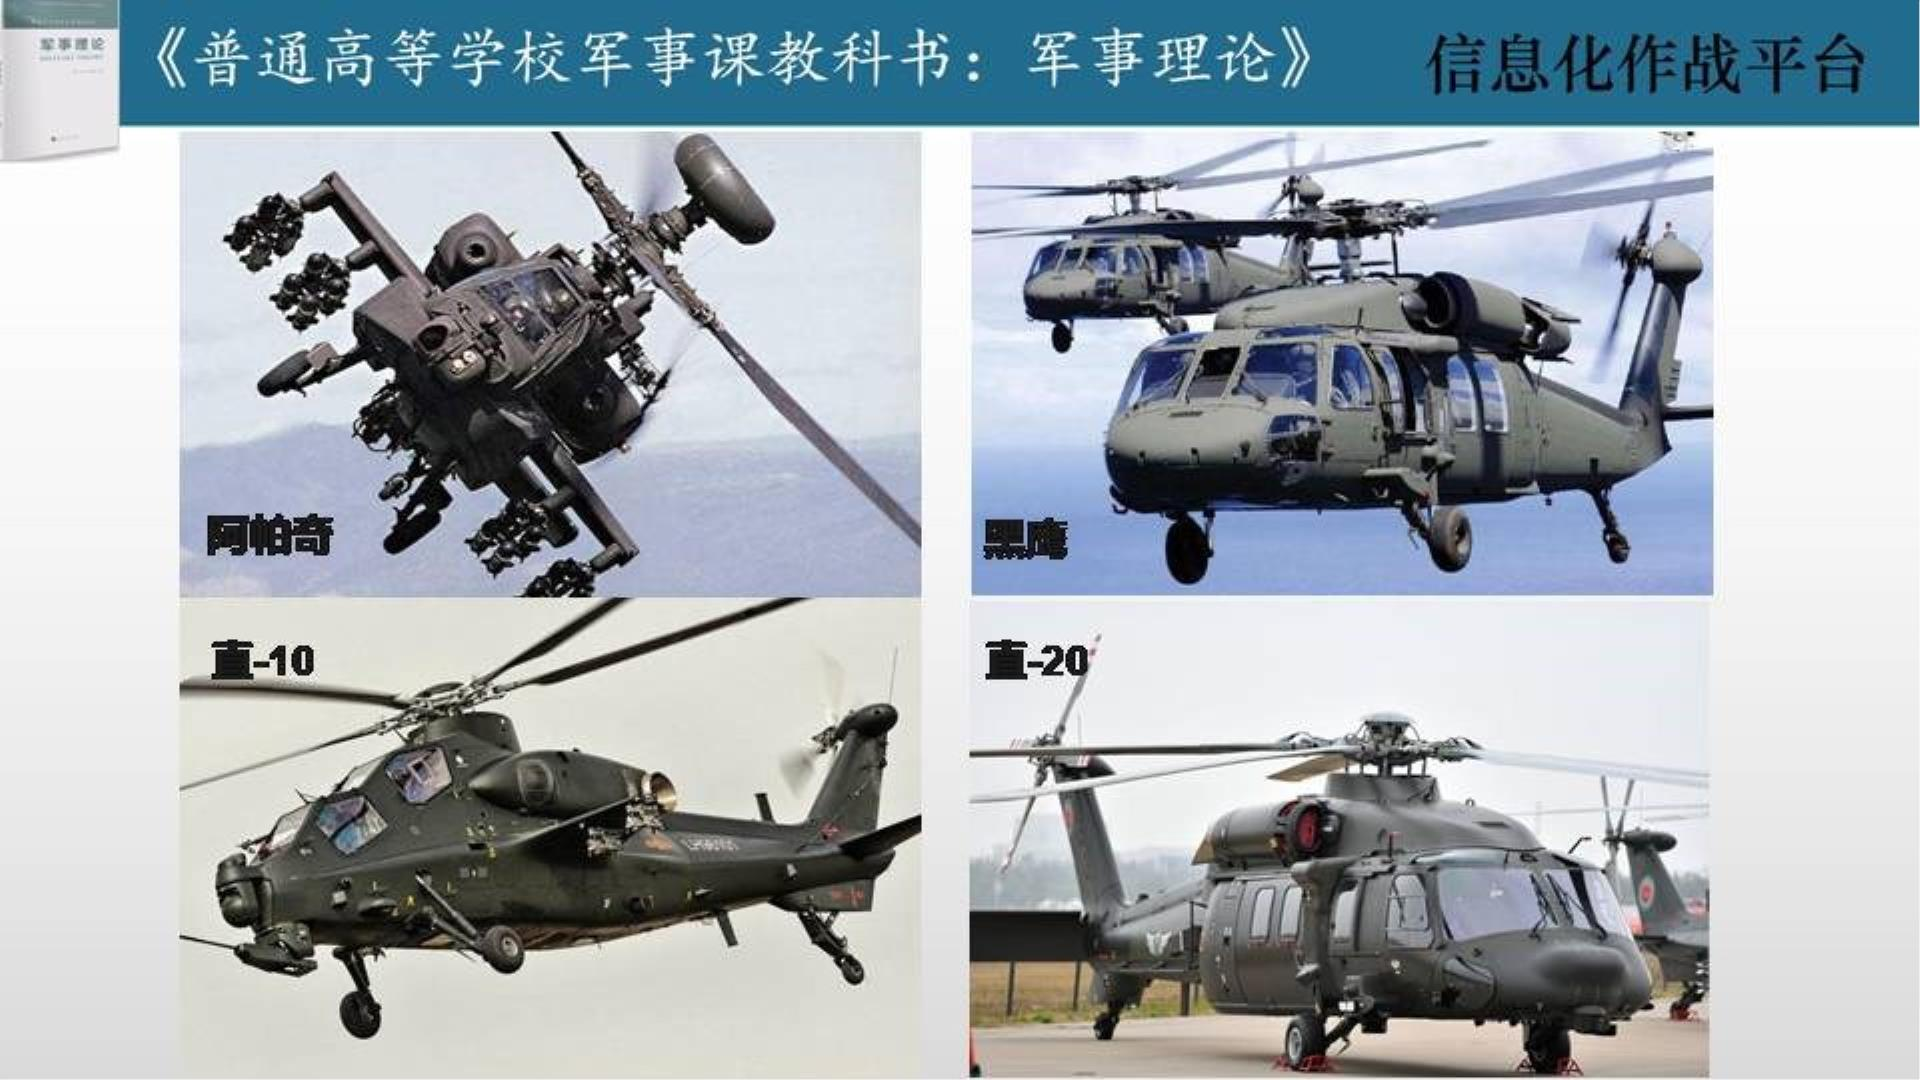 军事理论
《普通高等学校军事课教科书：军事理论》
信息化作战平台
阿帕奇
黑鹰
直-10
直-20